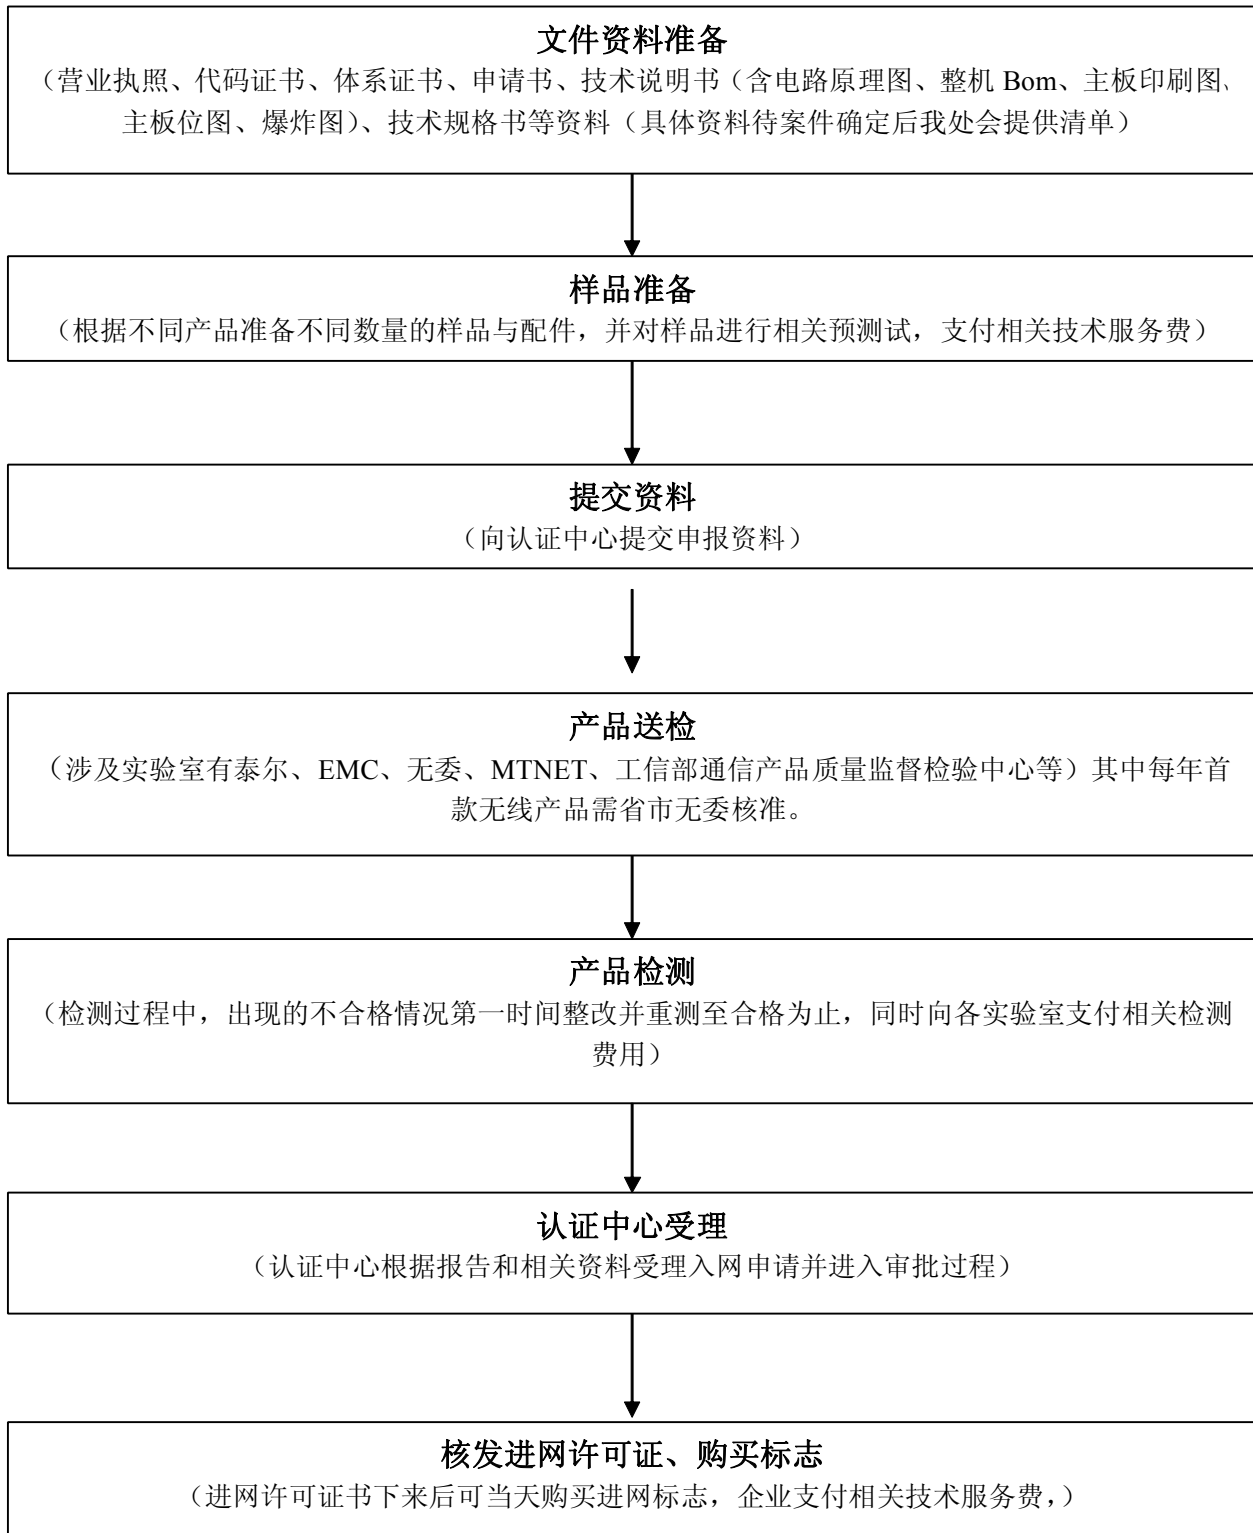 文件资料准备
（营业执照、代码证书、体系证书、申请书、技术说明书（含电路原理图、整机 Bom、主板印刷图、
主板位图、爆炸图）、技术规格书等资料（具体资料待案件确定后我处会提供清单）
样品准备
（根据不同产品准备不同数量的样品与配件，并对样品进行相关预测试，支付相关技术服务费）
提交资料
（向认证中心提交申报资料）
产品送检
（涉及实验室有泰尔、EMC、无委、MTNET、工信部通信产品质量监督检验中心等）其中每年首
款无线产品需省市无委核准。
产品检测
（检测过程中，出现的不合格情况第一时间整改并重测至合格为止，同时向各实验室支付相关检测
费用）
认证中心受理
（认证中心根据报告和相关资料受理入网申请并进入审批过程）
核发进网许可证、购买标志
（进网许可证书下来后可当天购买进网标志，企业支付相关技术服务费，）